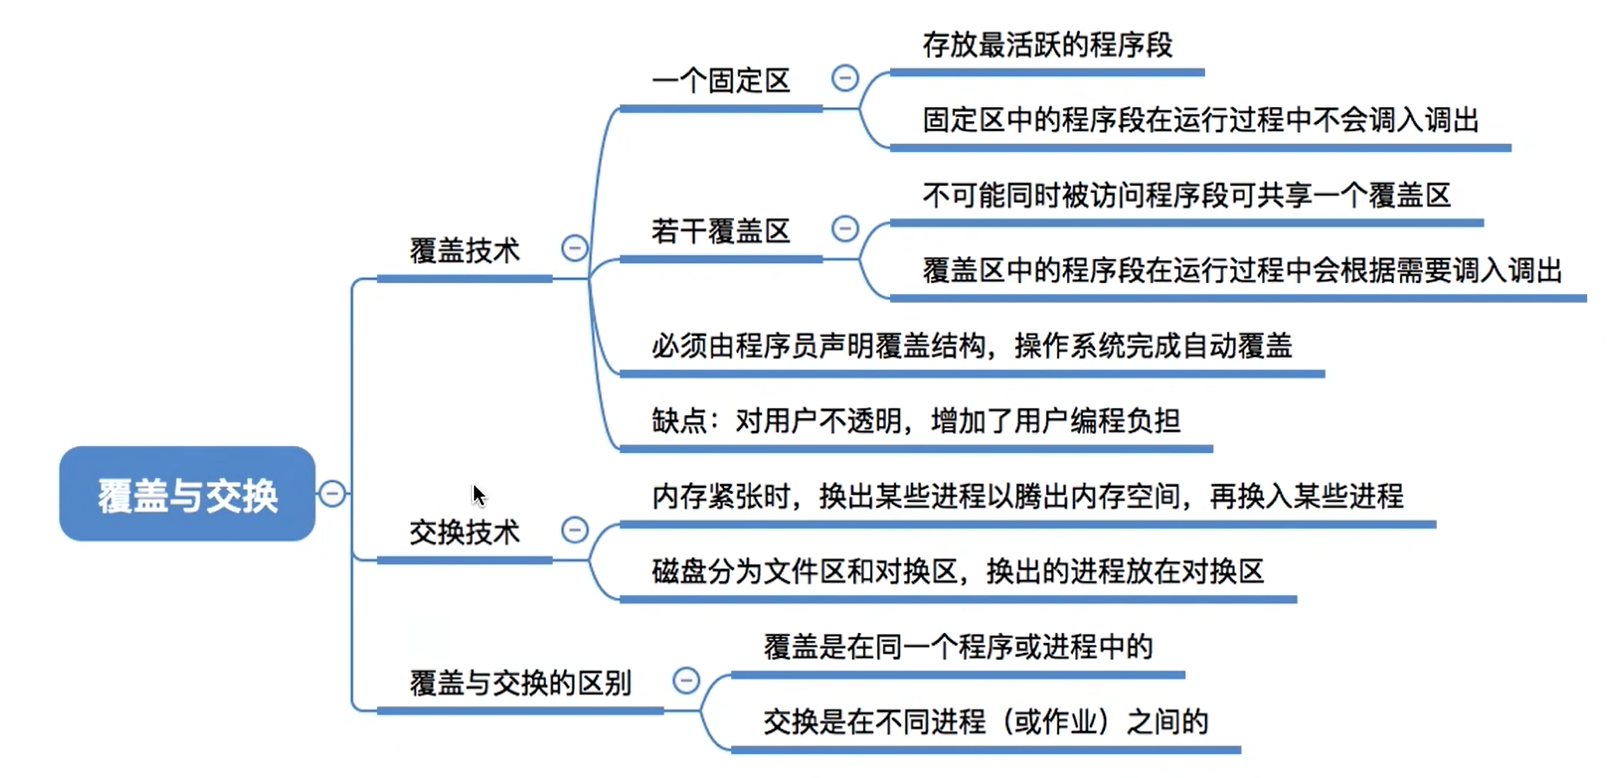 存放最活跃的程序段
一个固定区
固定区中的程序段在运行过程中不会调入调出
不可能同时被访问程序段可共享一个覆盖区
若干覆盖区
覆盖技术
覆盖区中的程序段在运行过程中会根据需要调入调出
必须由程序员声明覆盖结构，操作系统完成自动覆盖
缺点：对用户不透明，增加了用户编程负担
覆盖与交换
内存紧张时，换出某些进程以腾出内存空间，再换入某些进程
交换技术
磁盘分为文件区和对换区，换出的进程放在对换区
覆盖是在同一个程序或进程中的
覆盖与交换的区别
交换是在不同进程（或作业）之间的